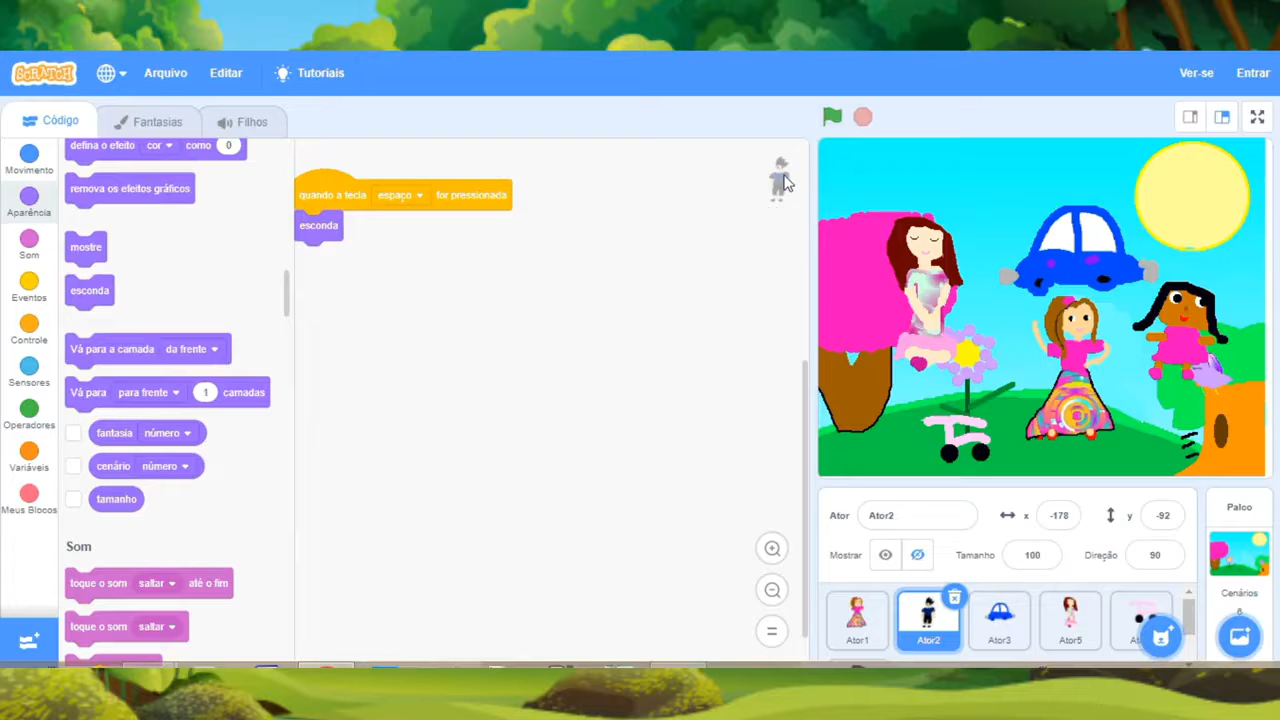 SCRATCH
Arquivo
Editar
Tutoriais
Ver-se
Entrar
Código
Fantasias
Filhos
Movimento
Aparência
Som
Eventos
Controle
Sensores
Operadores
Variáveis
Meus Blocos
defina o efeito cor como 0
remova os efeitos gráficos
mostre
esconda
Vá para a camada da frente
Vá para para frente 1 camadas
fantasia número
cenário número
tamanho
Som
toque o som saltar até o fim
toque o som saltar
quando a tecla espaço for pressionada
esconda
Ator Ator2 x -178 y -92
Mostrar Tamanho 100 Direção 90
Ator1
Ator2
Ator3
Ator5
Palco
Cenários